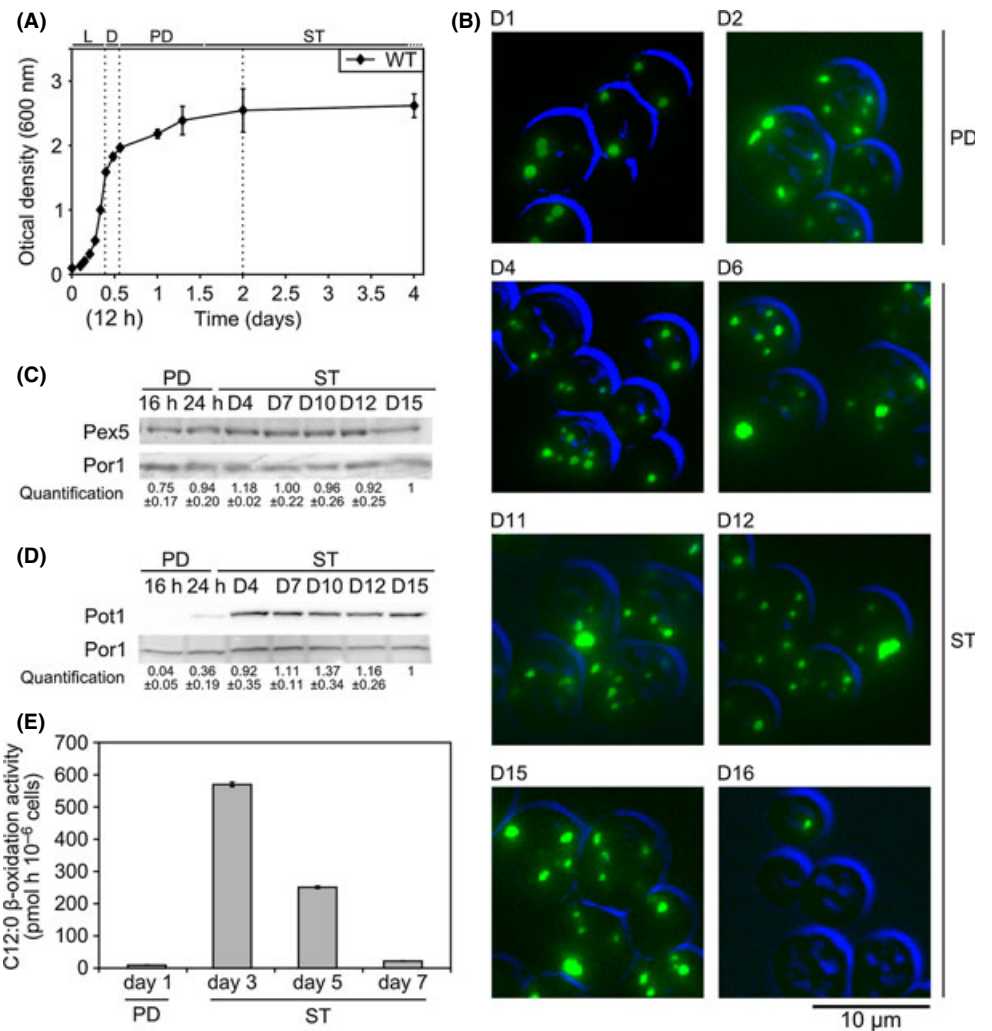 (A)
L D PD ST
WT
Otical density (600 nm)
3
2
1
0
0 0.5 1 1.5 2 2.5 3 3.5 4
(12 h) Time (days)
(B)
D1 D2
PD
D4 D6
D11 D12
ST
D15 D16
10 µm
(C)
PD ST
16 h 24 h D4 D7 D10 D12 D15
Pex5
Por1
Quantification
0.75 0.94 1.18 1.00 0.96 0.92 1
±0.17 ±0.20 ±0.02 ±0.22 ±0.26 ±0.25
(D)
PD ST
16 h 24 h D4 D7 D10 D12 D15
Pot1
Por1
Quantification
0.04 0.36 0.92 1.11 1.37 1.16 1
±0.05 ±0.19 ±0.35 ±0.11 ±0.34 ±0.26
(E)
C12:0 β-oxidation activity
(pmol h 10⁻⁶ cells)
700
600
500
400
300
200
100
0
day 1 day 3 day 5 day 7
PD ST